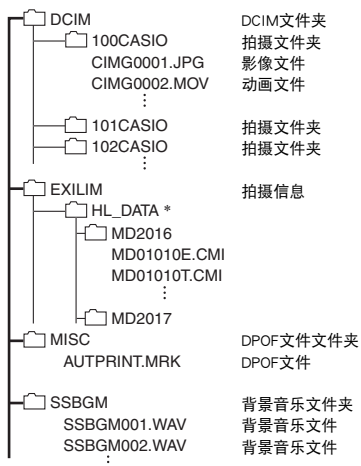 DCIM DCIM文件夹
100CASIO 拍摄文件夹
CIMG0001.JPG 影像文件
CIMG0002.MOV 动画文件
101CASIO 拍摄文件夹
102CASIO 拍摄文件夹
EXILIM 拍摄信息
HL_DATA *
MD2016
MD01010E.CMI
MD01010T.CMI
MD2017
MISC DPOF文件文件夹
AUTPRINT.MRK DPOF文件
SSBGM 背景音乐文件夹
SSBGM001.WAV 背景音乐文件
SSBGM002.WAV 背景音乐文件